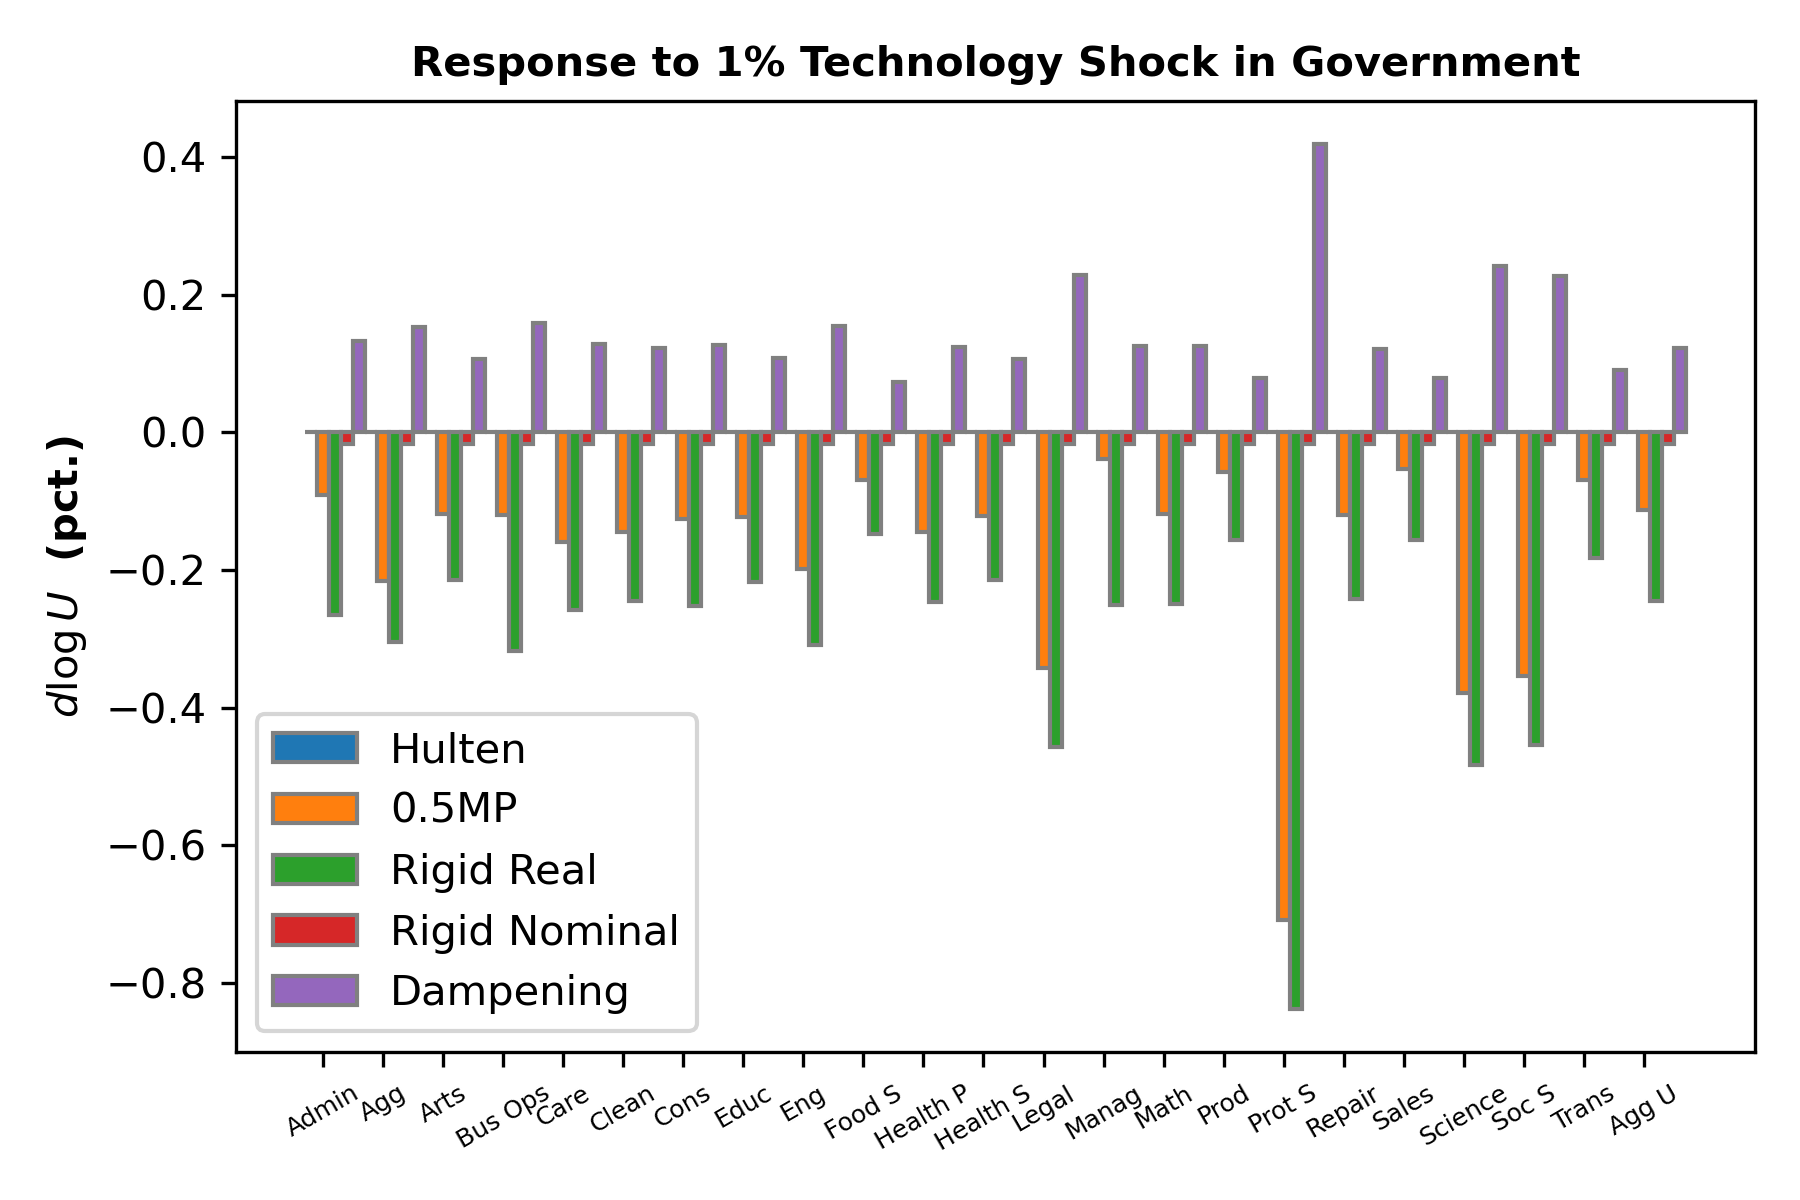 Response to 1% Technology Shock in Government
dlog U (pct.)
0.4
0.2
0.0
−0.2
−0.4
−0.6
−0.8
Hulten
0.5MP
Rigid Real
Rigid Nominal
Dampening
Admin
Agg
Arts
Bus Ops
Care
Clean
Cons
Educ
Eng
Food S
Health P
Health S
Legal
Manag
Math
Prod
Prot S
Repair
Sales
Science
Soc S
Trans
Agg U